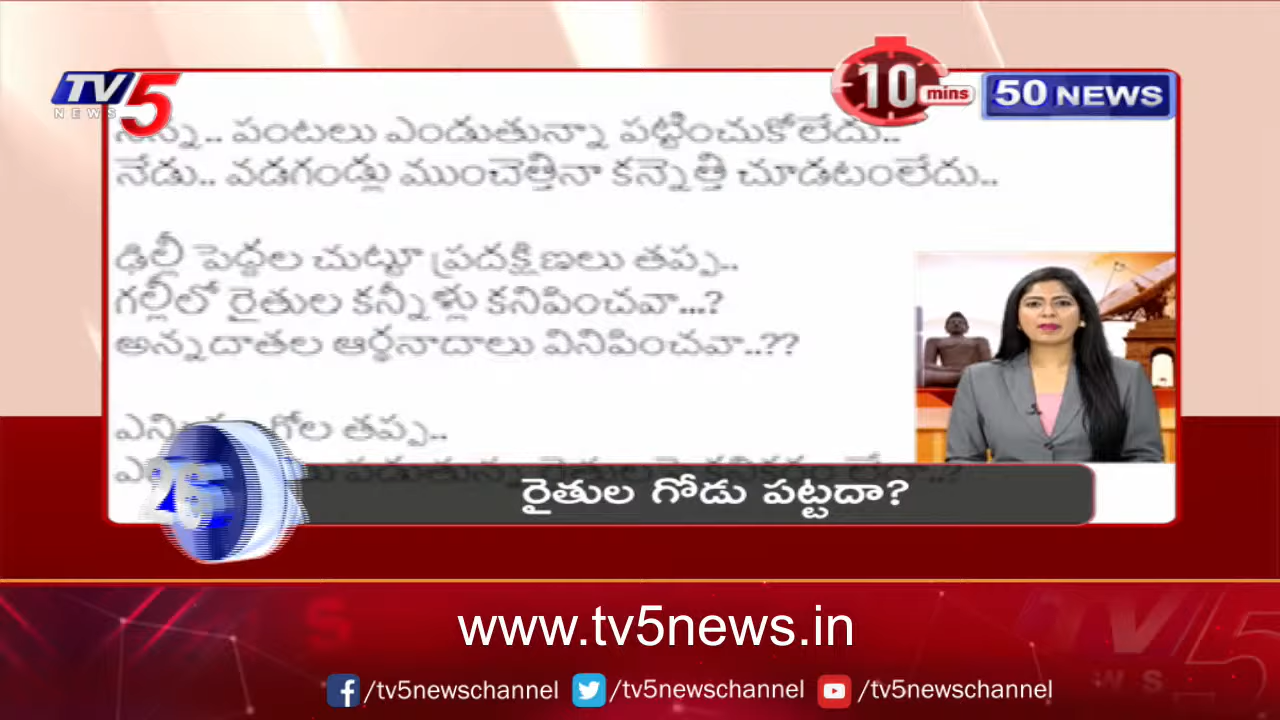 TV5
NEWS
10 mins
50 NEWS
నిన్న.. పంటలు ఎండుతున్నా పట్టించుకోలేదు..
నేడు.. వడగండ్లు ముంచెత్తినా కన్నెత్తి చూడటంలేదు..
ఢిల్లీ పెద్దల చుట్టూ ప్రదక్షిణలు తప్ప..
గల్లీలో రైతుల కన్నీళ్లు కనిపించవా...?
అన్నదాతల ఆర్థనాదాలు వినిపించవా..??
గోల తప్ప..
26
రైతుల గోడు పట్టదా?
www.tv5news.in
/tv5newschannel /tv5newschannel /tv5newschannel